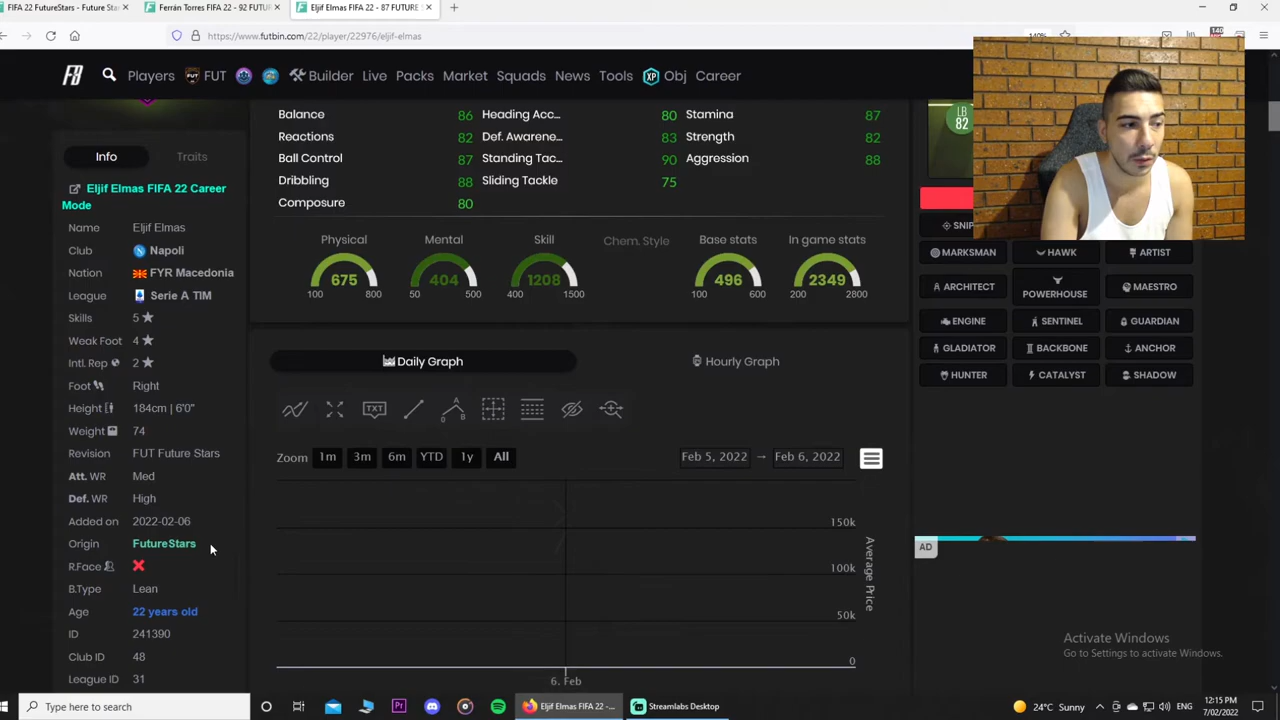 FIFA 22 FutureStars - Future Sta
Ferrán Torres FIFA 22 - 92 FUTUR
Eljif Elmas FIFA 22 - 87 FUTURE S
https://www.futbin.com/22/player/22976/eljif-elmas
140%
140
Players FUT Builder Live Packs Market Squads News Tools XP Obj Career
Balance 86 Heading Acc... 80 Stamina 87
Reactions 82 Def. Awarene... 83 Strength 82
Ball Control 87 Standing Tac... 90 Aggression 88
Dribbling 88 Sliding Tackle 75
Composure 80
LB
82
Info Traits
Eljif Elmas FIFA 22 Career
Mode
Name Eljif Elmas
Club Napoli
Nation FYR Macedonia
League Serie A TIM
Skills 5
Weak Foot 4
Intl. Rep 2
Foot Right
Height 184cm | 6'0"
Weight 74
Revision FUT Future Stars
Att. WR Med
Def. WR High
Added on 2022-02-06
Origin FutureStars
R.Face
B.Type Lean
Age 22 years old
ID 241390
Club ID 48
League ID 31
Physical Mental Skill Chem. Style Base stats In game stats
675 404 1208 496 2349
100 800 50 500 400 1500 100 600 200 2800
Daily Graph Hourly Graph
TXT
A
B
Zoom 1m 3m 6m YTD 1y All Feb 5, 2022 → Feb 6, 2022
150k
100k
50k
0
Average Price
6. Feb
SNIP
MARKSMAN HAWK ARTIST
ARCHITECT POWERHOUSE MAESTRO
ENGINE SENTINEL GUARDIAN
GLADIATOR BACKBONE ANCHOR
HUNTER CATALYST SHADOW
AD
Activate Windows
Go to Settings to activate Windows.
Type here to search
Eljif Elmas FIFA 22 -...
Streamlabs Desktop
24°C Sunny
12:15 PM
7/02/2022